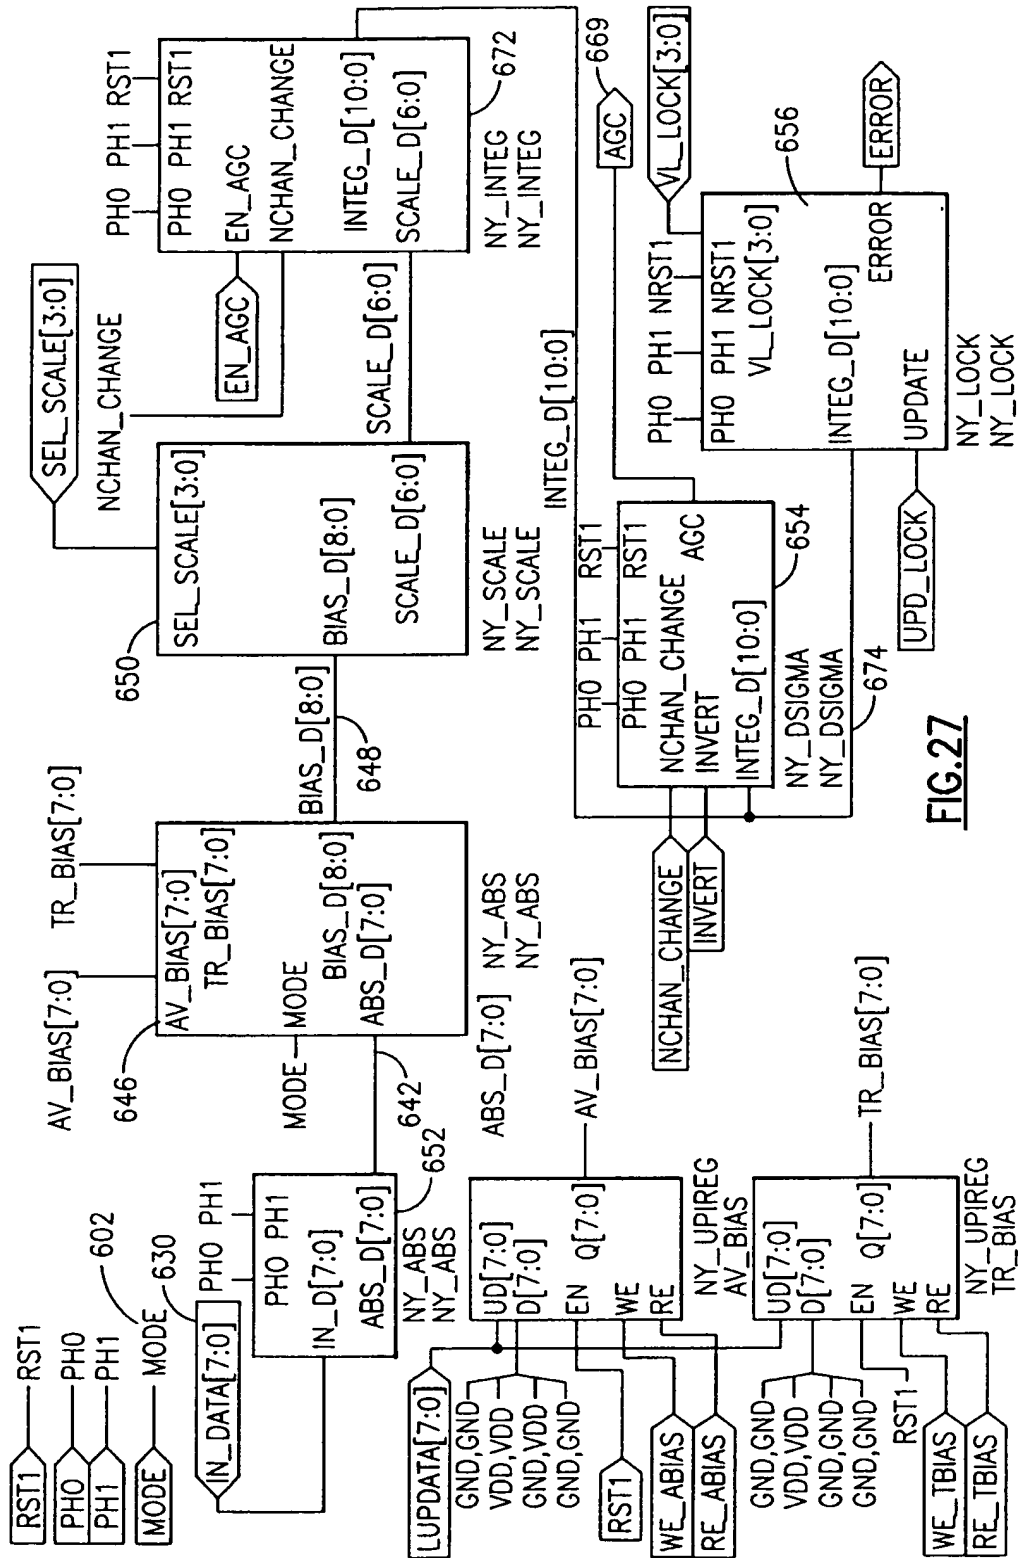 RST1
RST1
PH0
PH0
PH1
PH1
MODE
MODE
602
630
IN_DATA[7:0]
PH0 PH1
PH0 PH1
IN_D[7:0]
ABS_D[7:0]
652
NY_ABS
NY_ABS
642
646
AV_BIAS[7:0]
TR_BIAS[7:0]
AV_BIAS[7:0]
TR_BIAS[7:0]
MODE
MODE
BIAS_D[8:0]
ABS_D[7:0]
NY_ABS
NY_ABS
ABS_D[7:0]
BIAS_D[8:0]
648
650
SEL_SCALE[3:0]
SEL_SCALE[3:0]
BIAS_D[8:0]
SCALE_D[6:0]
NY_SCALE
NY_SCALE
NCHAN_CHANGE
EN_AGC
SCALE_D[6:0]
PH0 PH1 RST1
PH0 PH1 RST1
EN_AGC
NCHAN_CHANGE
INTEG_D[10:0]
SCALE_D[6:0]
672
NY_INTEG
NY_INTEG
LUPDATA[7:0]
GND,GND
VDD,VDD
GND,VDD
GND,GND
RST1
WE_ABIAS
RE_ABIAS
UD[7:0]
D[7:0]
Q[7:0]
EN
WE
RE
NY_UPIREG
AV_BIAS
AV_BIAS[7:0]
GND,GND
VDD,VDD
GND,GND
GND,GND
RST1
WE_TBIAS
RE_TBIAS
UD[7:0]
D[7:0]
Q[7:0]
EN
WE
RE
NY_UPIREG
TR_BIAS
TR_BIAS[7:0]
INTEG_D[10:0]
NCHAN_CHANGE
INVERT
PH0 PH1 RST1
PH0 PH1 RST1
NCHAN_CHANGE
AGC
INVERT
INTEG_D[10:0]
654
NY_DSIGMA
NY_DSIGMA
674
669
AGC
VL_LOCK[3:0]
PH0 PH1 NRST1
PH0 PH1 NRST1
VL_LOCK[3:0]
656
INTEG_D[10:0]
ERROR
UPDATE
ERROR
UPD_LOCK
NY_LOCK
NY_LOCK
FIG.27